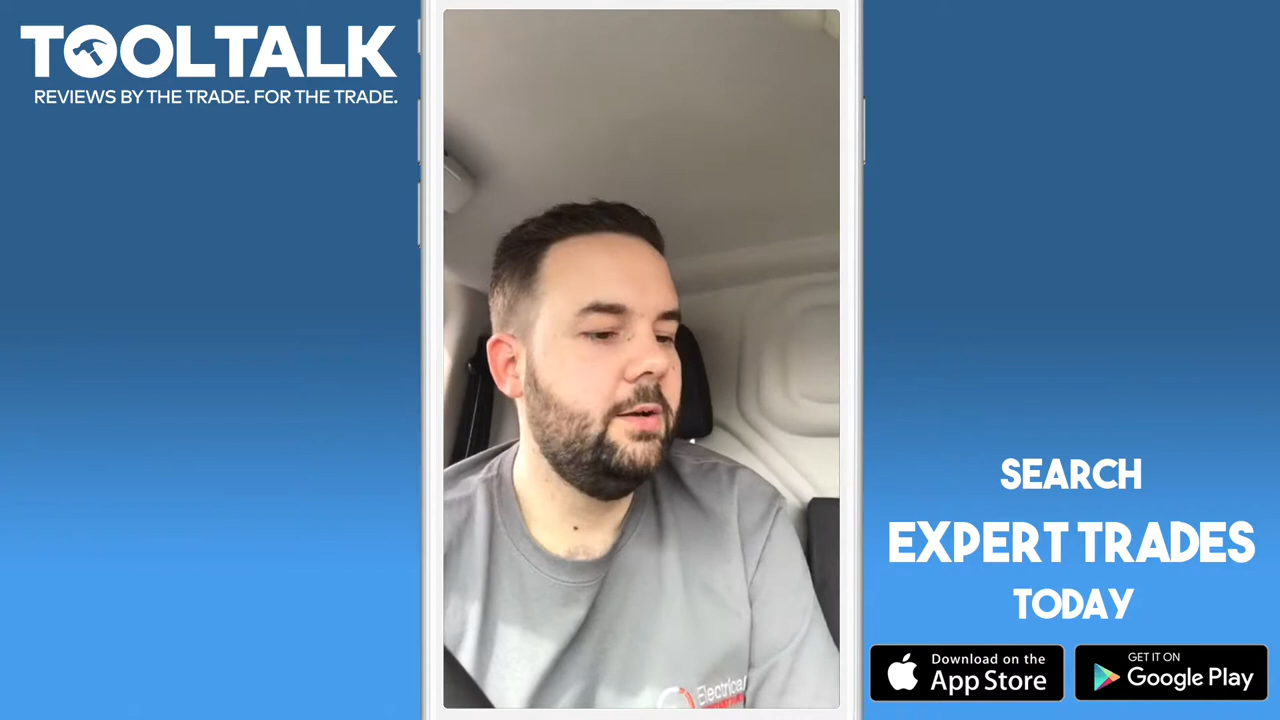 TOOLTALK
REVIEWS BY THE TRADE. FOR THE TRADE.
SEARCH
EXPERT TRADES
TODAY
Download on the
App Store
GET IT ON
Google Play